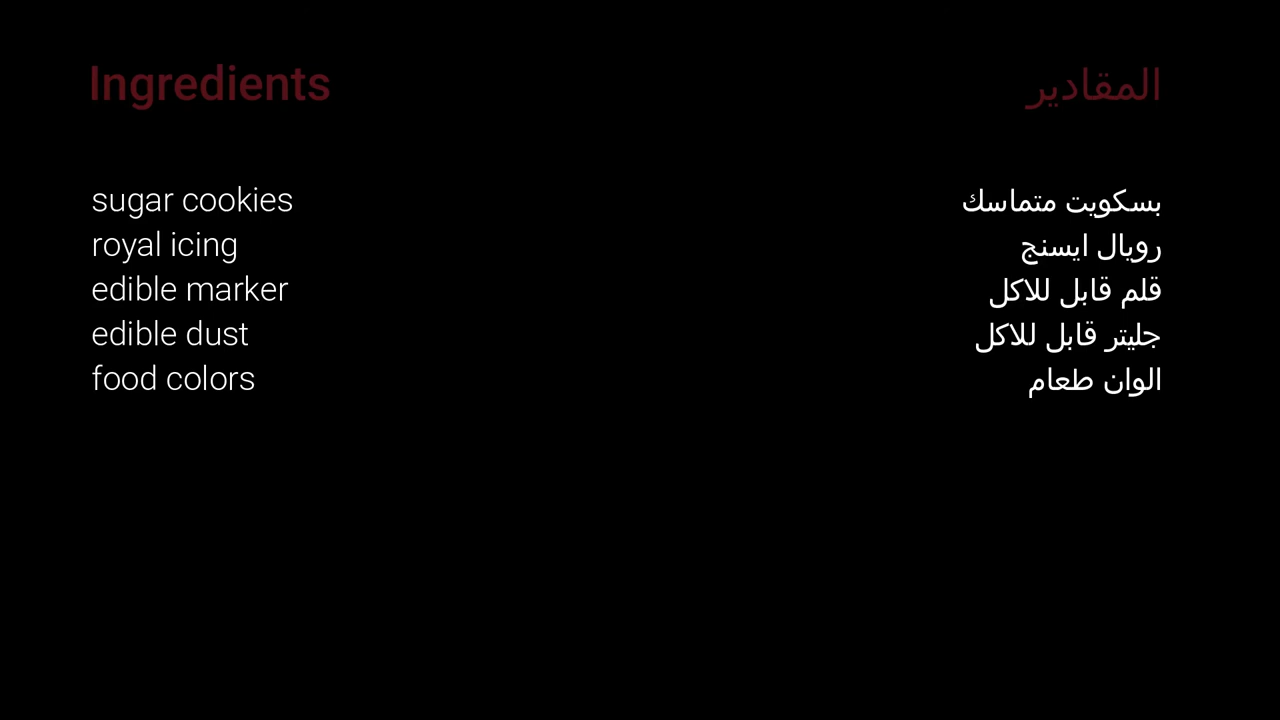 Ingredients
المقادير
sugar cookies
بسكويت متماسك
royal icing
رويال ايسنج
edible marker
قلم قابل للاكل
edible dust
جليتر قابل للاكل
food colors
الوان طعام